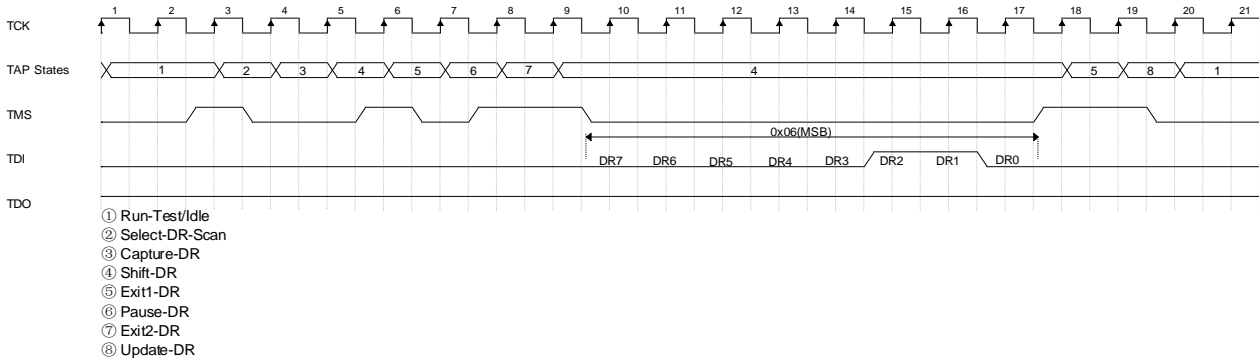 1 2 3 4 5 6 7 8 9 10 11 12 13 14 15 16 17 18 19 20 21
TCK
TAP States 1 2 3 4 5 6 7 4 5 8 1
TMS
0x06(MSB)
TDI DR7 DR6 DR5 DR4 DR3 DR2 DR1 DR0
TDO
① Run-Test/Idle
② Select-DR-Scan
③ Capture-DR
④ Shift-DR
⑤ Exit1-DR
⑥ Pause-DR
⑦ Exit2-DR
⑧ Update-DR